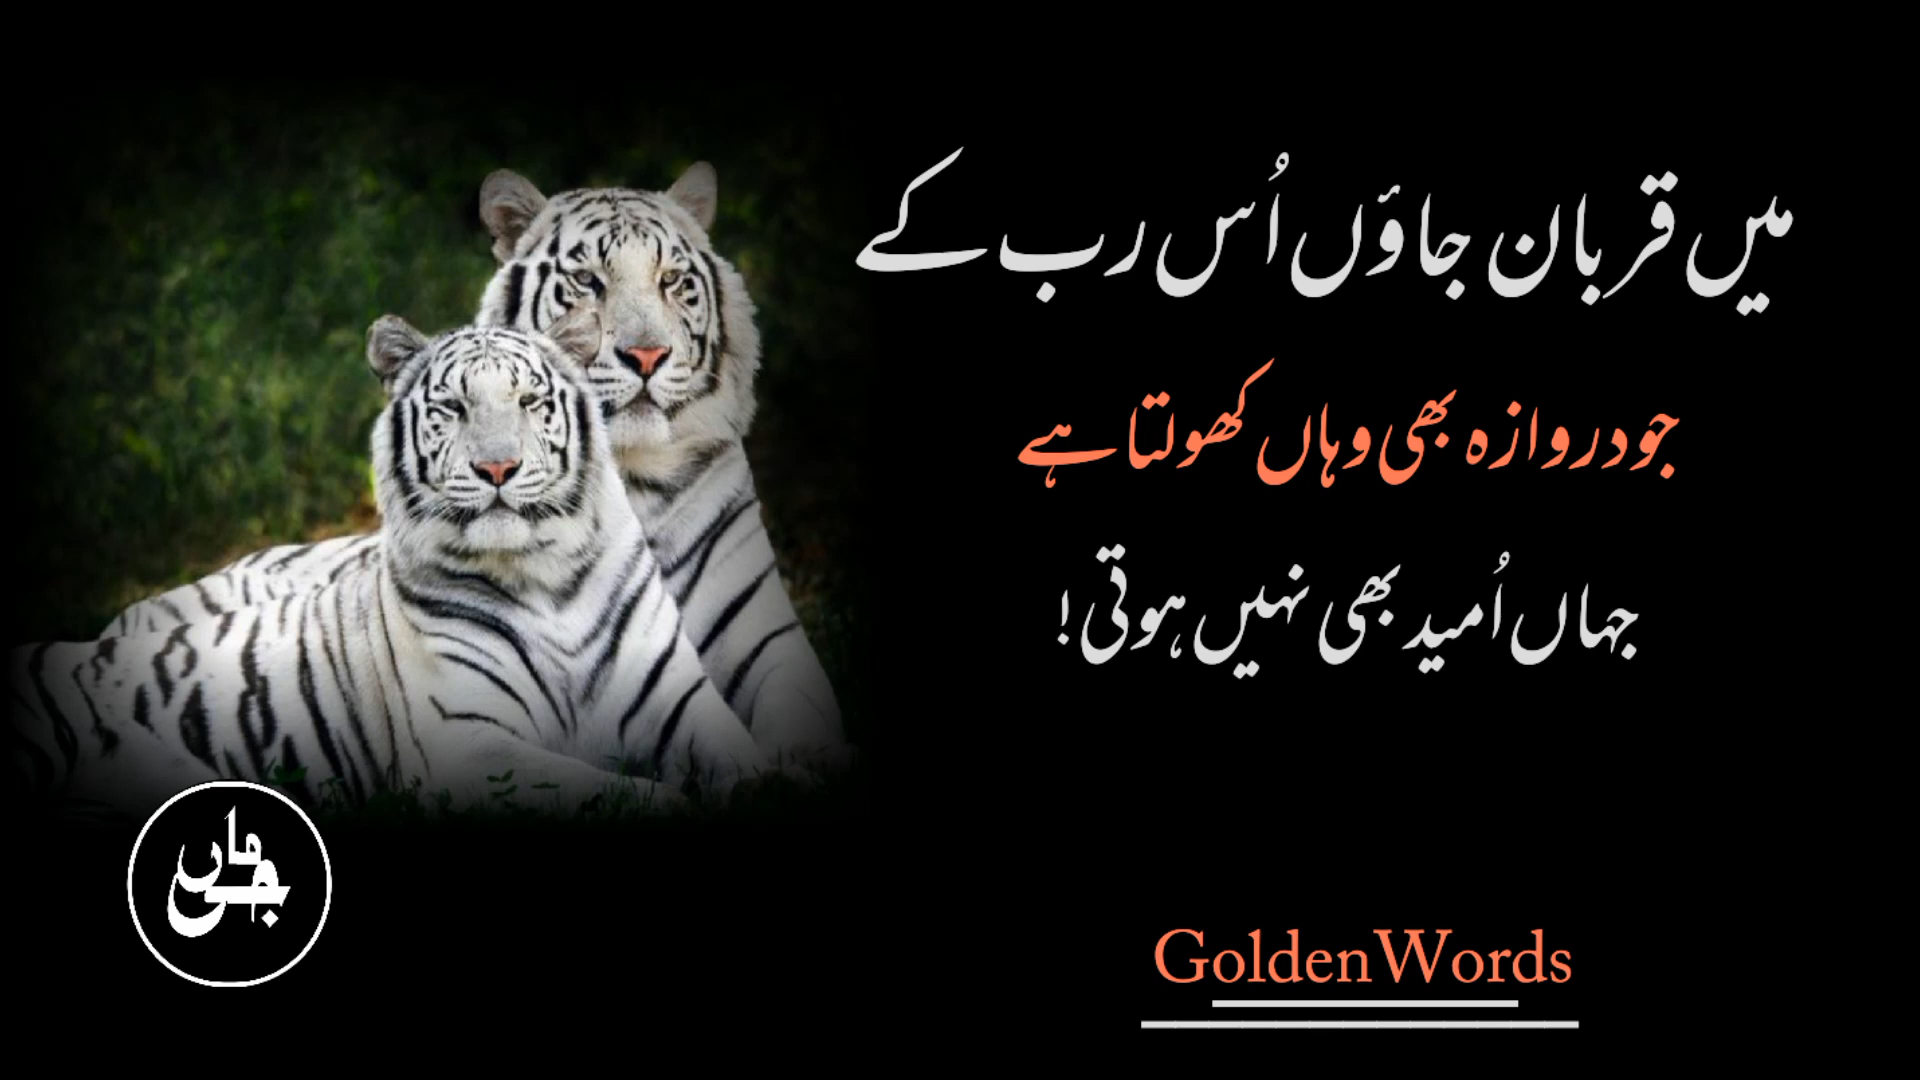 میں قربان جاؤں اُس رب کے
جو دروازہ بھی وہاں کھولتا ہے
جہاں اُمید بھی نہیں ہوتی!
GoldenWords